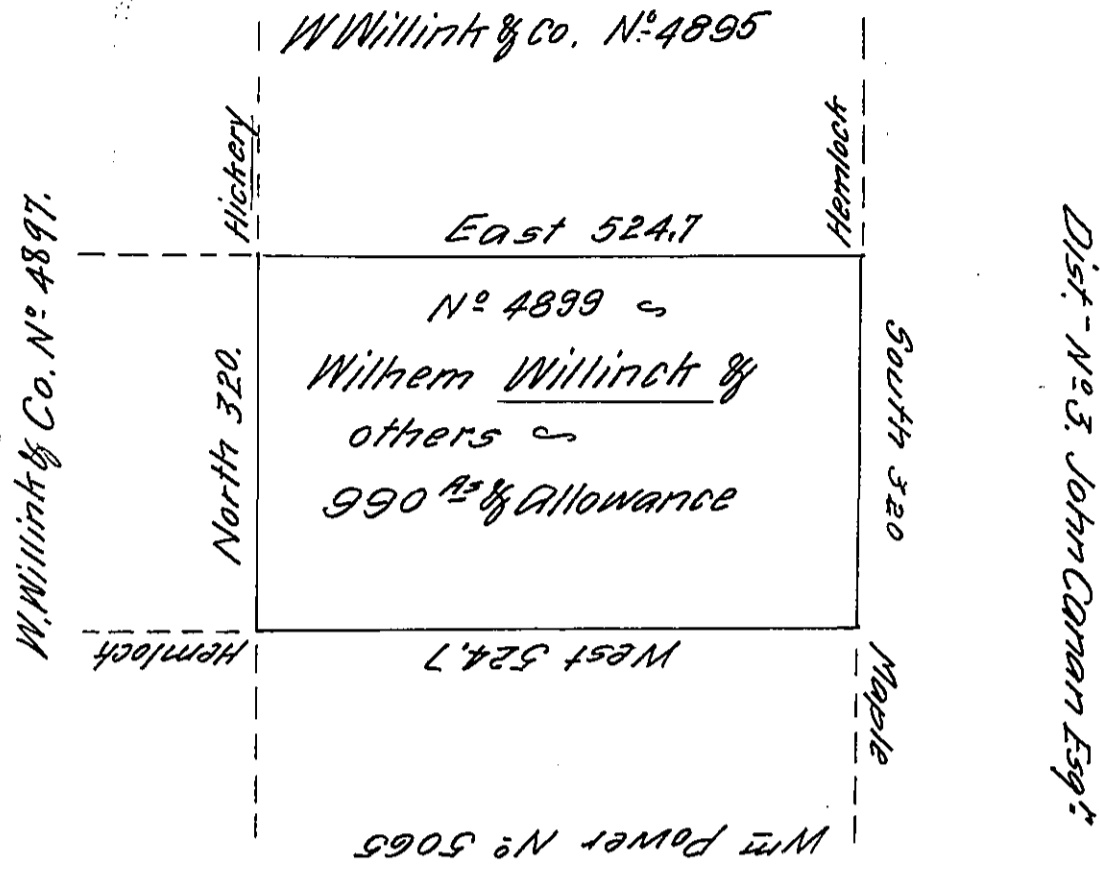 W Willink & Co. Nº 4895
Hickery
Hemlock
W. Willink & Co. Nº 4897.
East 524,7
Nº 4899
Wilhem Willinck &
others
990 As & Allowance
North 320.
South 320
Dist. Nº 3. John Canan Esqr.
Hemlock
West 524,7
Maple
Wm Power Nº 5065